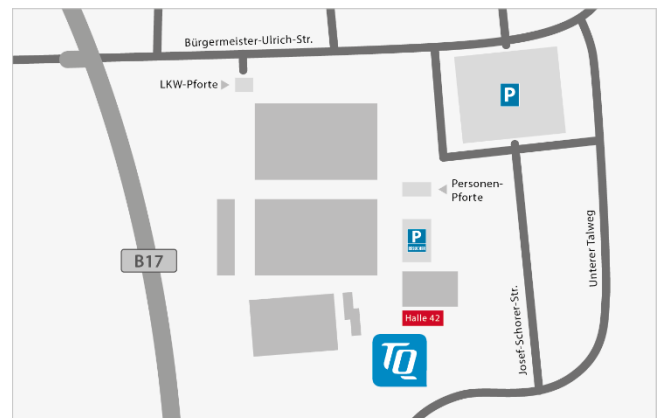 Bürgermeister-Ulrich-Str.
LKW-Pforte
P
Personen-
Pforte
P
B17
Halle 42
TQ
Josef-Schorer-Str.
Unterer Talweg